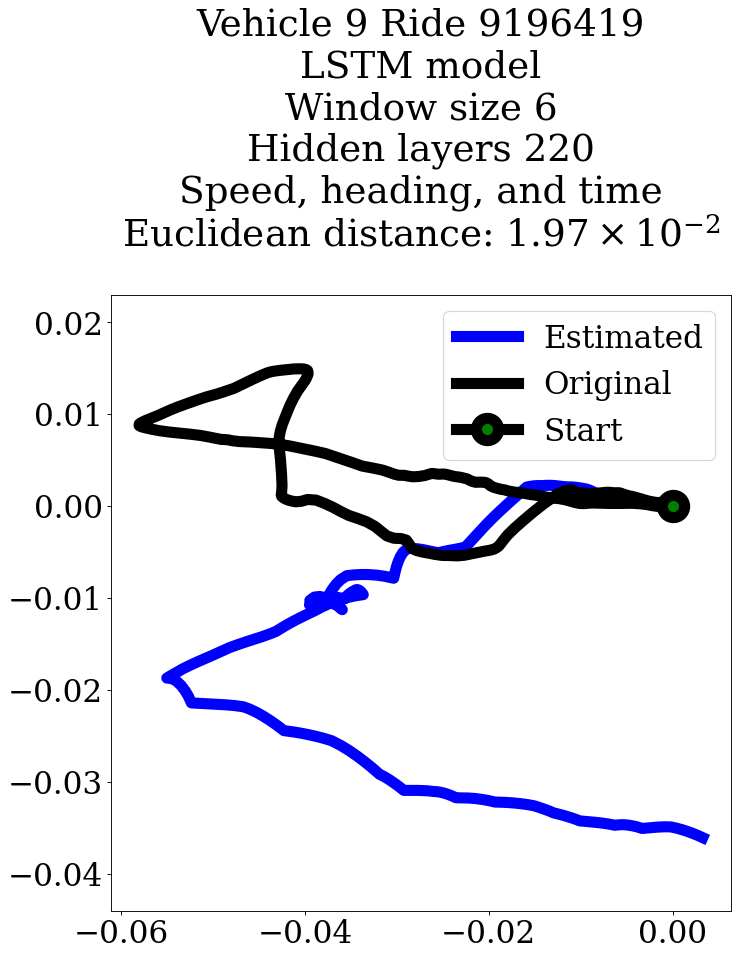 Vehicle 9 Ride 9196419
LSTM model
Window size 6
Hidden layers 220
Speed, heading, and time
Euclidean distance: 1.97 × 10⁻²
Estimated
Original
Start
0.02
0.01
0.00
−0.01
−0.02
−0.03
−0.04
−0.06 −0.04 −0.02 0.00